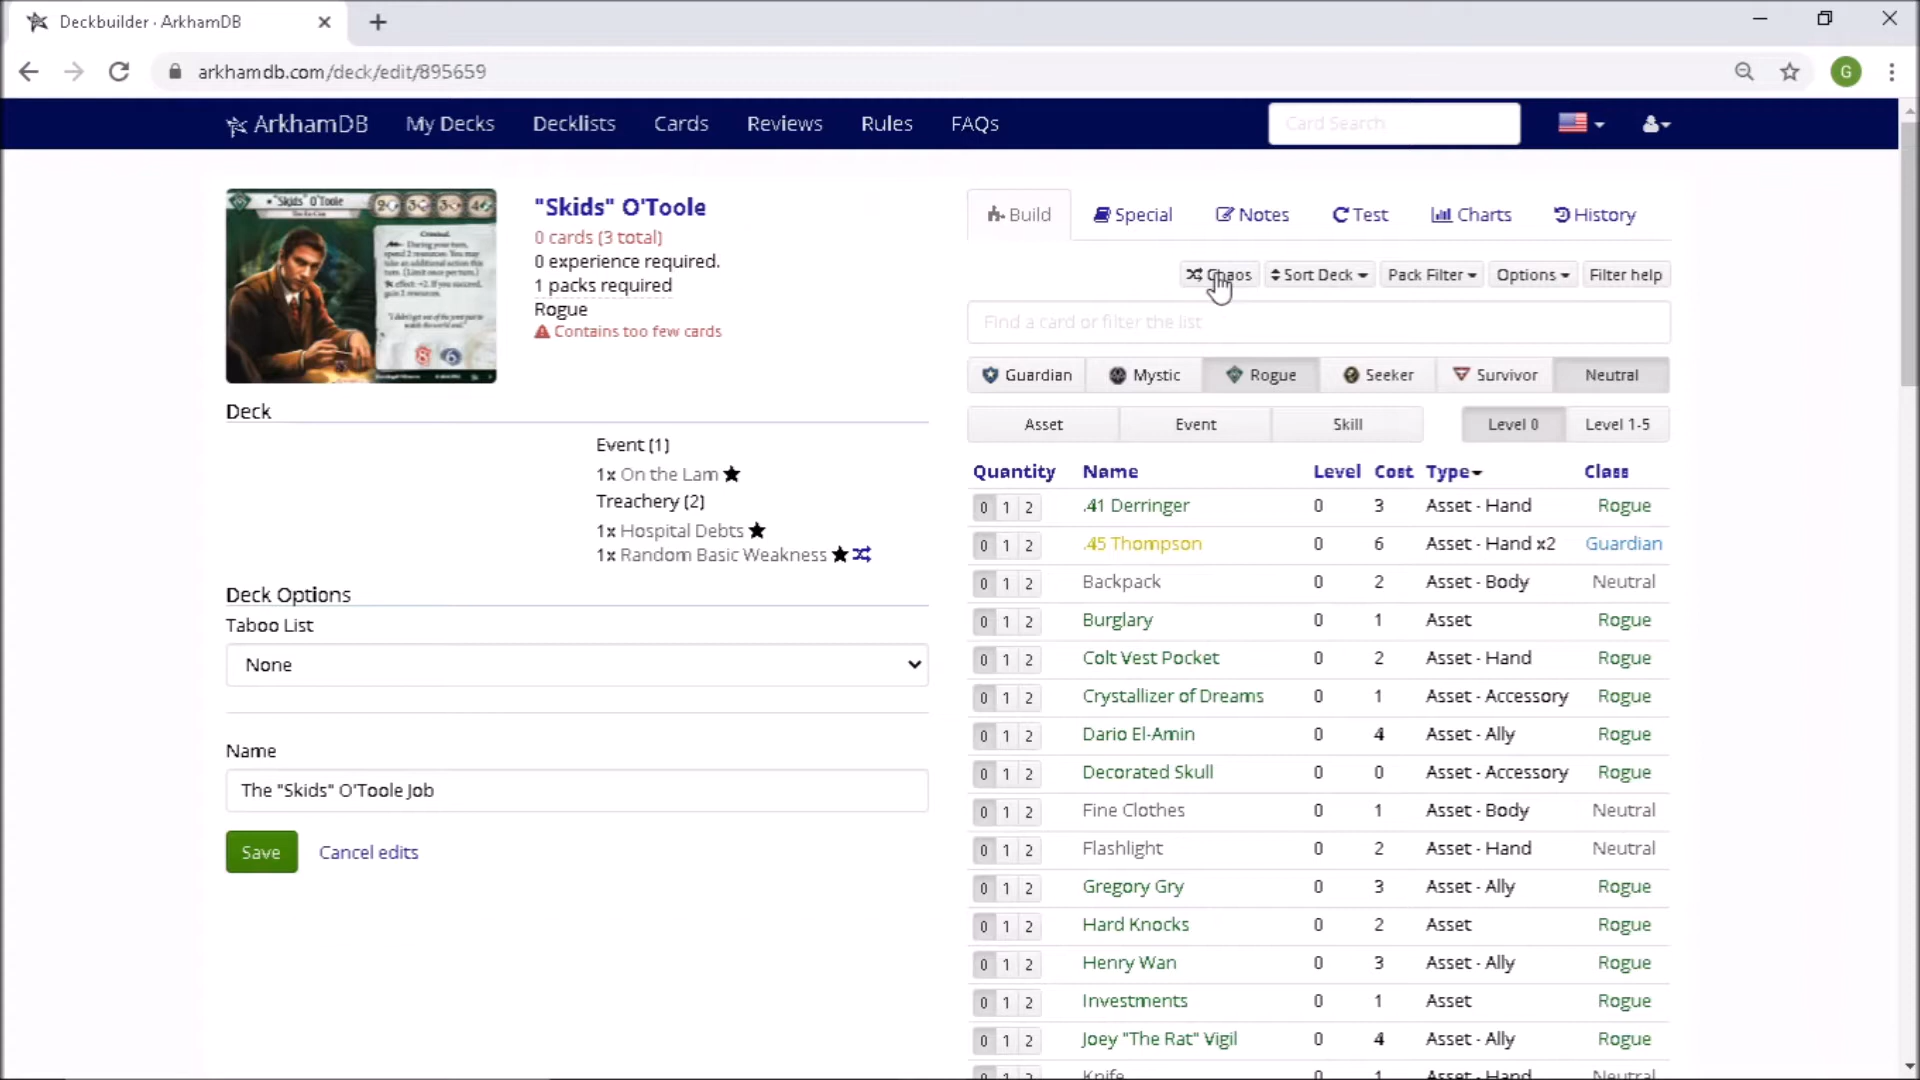 Deckbuilder · ArkhamDB
arkhamdb.com/deck/edit/895659
G
ArkhamDB My Decks Decklists Cards Reviews Rules FAQs Card Search
"Skids" O'Toole
Criminal.
"Skids" O'Toole
0 cards (3 total)
0 experience required.
1 packs required
Rogue
Contains too few cards
Deck
Event (1)
1x On the Lam
Treachery (2)
1x Hospital Debts
1x Random Basic Weakness
Deck Options
Taboo List
None
Name
The "Skids" O'Toole Job
Save Cancel edits
Build Special Notes Test Charts History
Chaos Sort Deck Pack Filter Options Filter help
Find a card or filter the list
Guardian Mystic Rogue Seeker Survivor Neutral
Asset Event Skill Level 0 Level 1-5
Quantity Name Level Cost Type Class
0 1 2 .41 Derringer 0 3 Asset - Hand Rogue
0 1 2 .45 Thompson 0 6 Asset - Hand x2 Guardian
0 1 2 Backpack 0 2 Asset - Body Neutral
0 1 2 Burglary 0 1 Asset Rogue
0 1 2 Colt Vest Pocket 0 2 Asset - Hand Rogue
0 1 2 Crystallizer of Dreams 0 1 Asset - Accessory Rogue
0 1 2 Dario El-Amin 0 4 Asset - Ally Rogue
0 1 2 Decorated Skull 0 0 Asset - Accessory Rogue
0 1 2 Fine Clothes 0 1 Asset - Body Neutral
0 1 2 Flashlight 0 2 Asset - Hand Neutral
0 1 2 Gregory Gry 0 3 Asset - Ally Rogue
0 1 2 Hard Knocks 0 2 Asset Rogue
0 1 2 Henry Wan 0 3 Asset - Ally Rogue
0 1 2 Investments 0 1 Asset Rogue
0 1 2 Joey "The Rat" Vigil 0 4 Asset - Ally Rogue
0 1 2 Knife 0 1 Asset - Hand Neutral